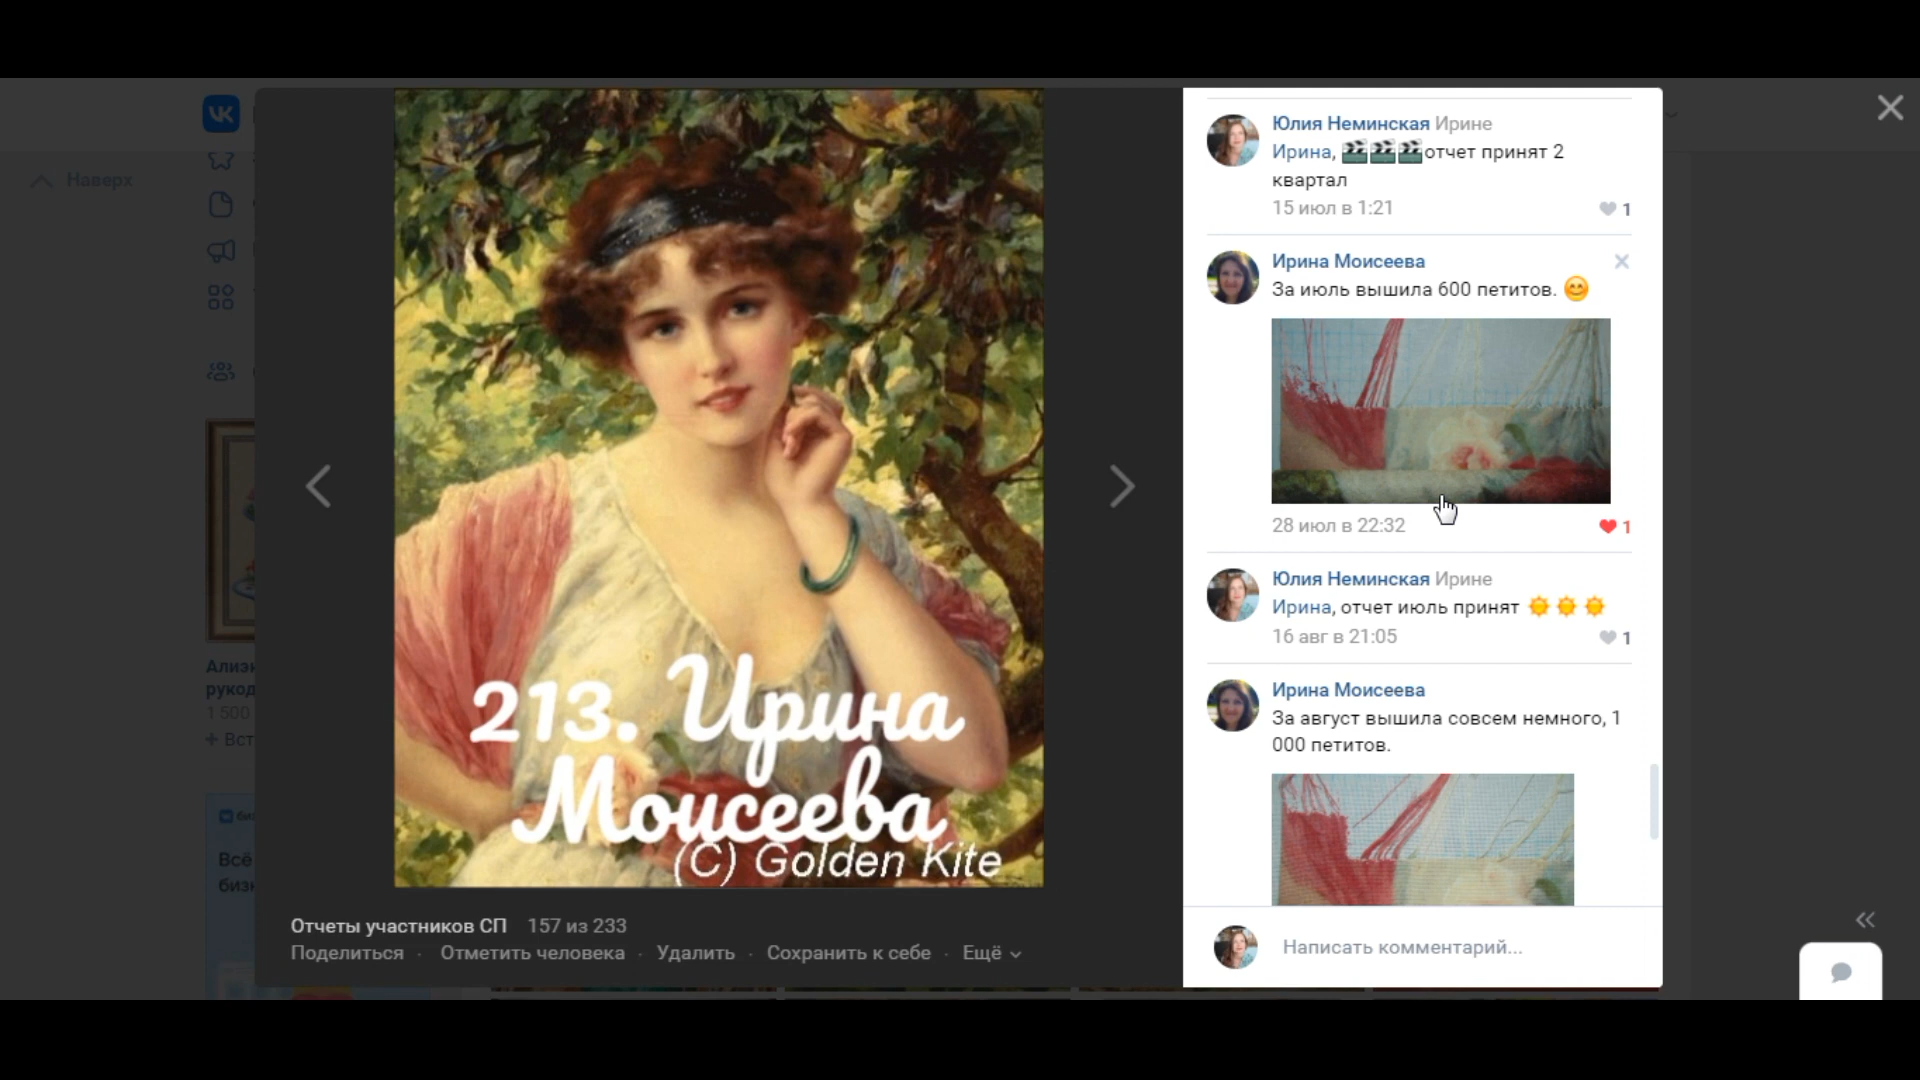 Наверх
213. Ирина
Моисеева
(C) Golden Kite
Отчеты участников СП 157 из 233
Поделиться · Отметить человека · Удалить · Сохранить к себе · Ещё
1 500
Всё
Юлия Неминская Ирине
Ирина, отчет принят 2
квартал
15 июл в 1:21 1
Ирина Моисеева
За июль вышила 600 петитов.
28 июл в 22:32 1
Юлия Неминская Ирине
Ирина, отчет июль принят
16 авг в 21:05 1
Ирина Моисеева
За август вышила совсем немного, 1
000 петитов.
Написать комментарий...